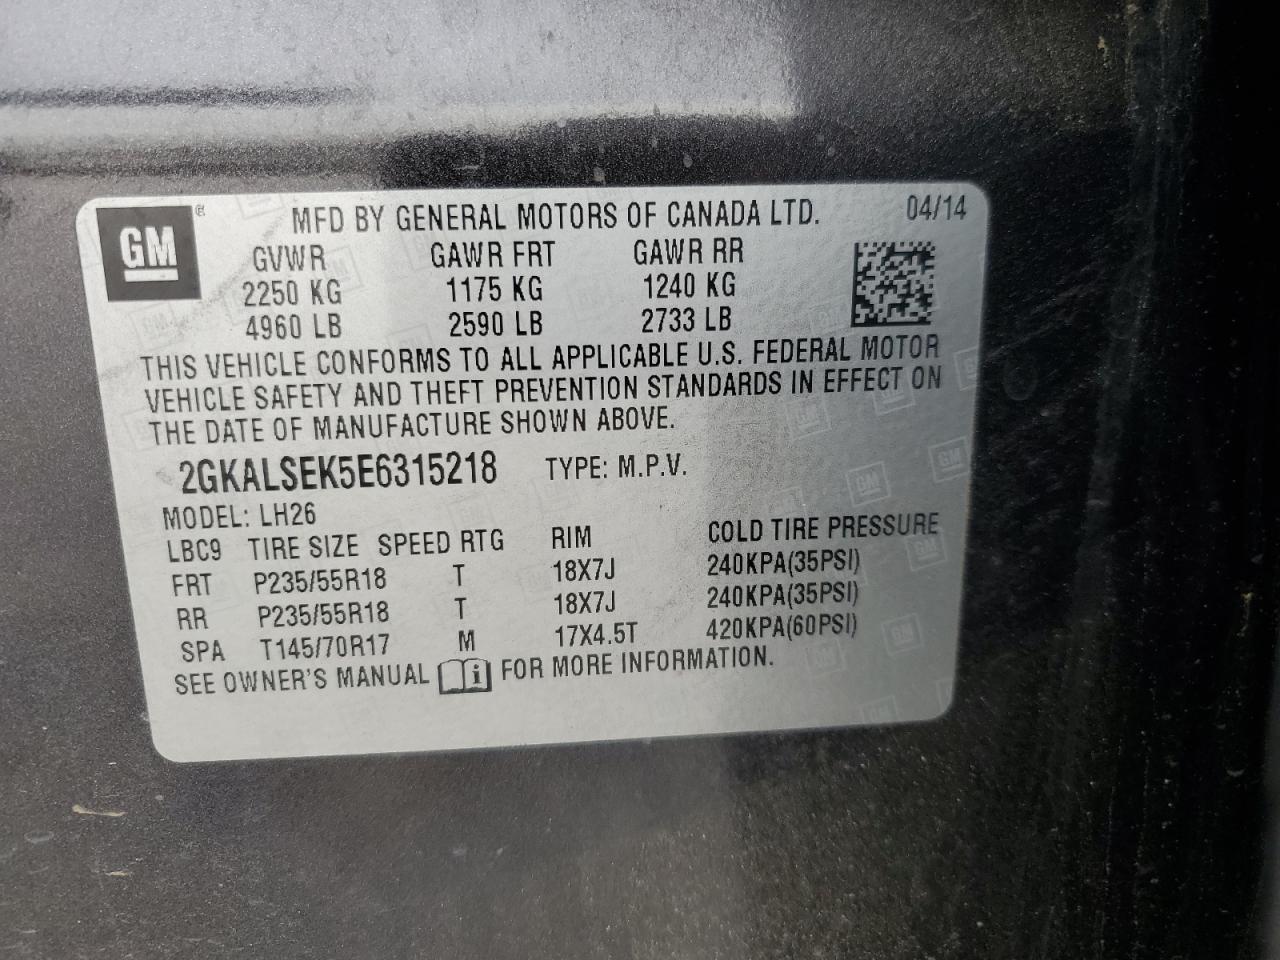 GM
MFD BY GENERAL MOTORS OF CANADA LTD. 04/14
GVWR GAWR FRT GAWR RR
2250 KG 1175 KG 1240 KG
4960 LB 2590 LB 2733 LB
THIS VEHICLE CONFORMS TO ALL APPLICABLE U.S. FEDERAL MOTOR
VEHICLE SAFETY AND THEFT PREVENTION STANDARDS IN EFFECT ON
THE DATE OF MANUFACTURE SHOWN ABOVE.
2GKALSEK5E6315218 TYPE: M.P.V.
MODEL: LH26
LBC9 TIRE SIZE SPEED RTG RIM COLD TIRE PRESSURE
FRT P235/55R18 T 18X7J 240KPA(35PSI)
RR P235/55R18 T 18X7J 240KPA(35PSI)
SPA T145/70R17 M 17X4.5T 420KPA(60PSI)
SEE OWNER'S MANUAL i FOR MORE INFORMATION.